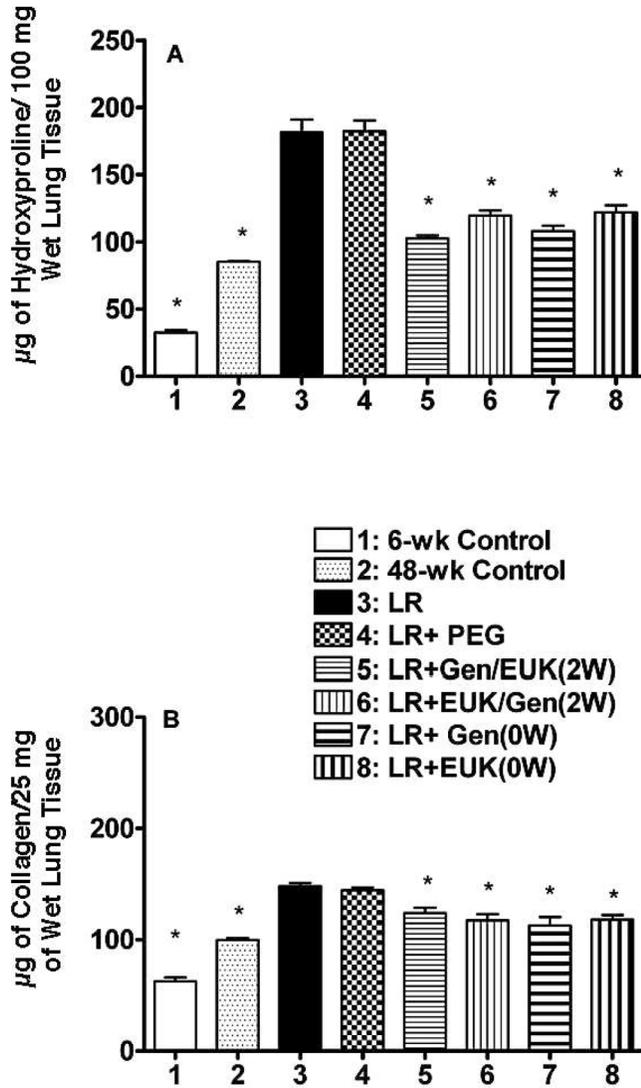 A
µg of Hydroxyproline/ 100 mg
Wet Lung Tissue
250
200
150
100
50
0
*
*
*
*
*
*
1 2 3 4 5 6 7 8
1: 6-wk Control
2: 48-wk Control
3: LR
4: LR+ PEG
5: LR+Gen/EUK(2W)
6: LR+EUK/Gen(2W)
7: LR+ Gen(0W)
8: LR+EUK(0W)
B
µg of Collagen/25 mg
of Wet Lung Tissue
300
200
100
0
*
*
*
*
*
*
1 2 3 4 5 6 7 8